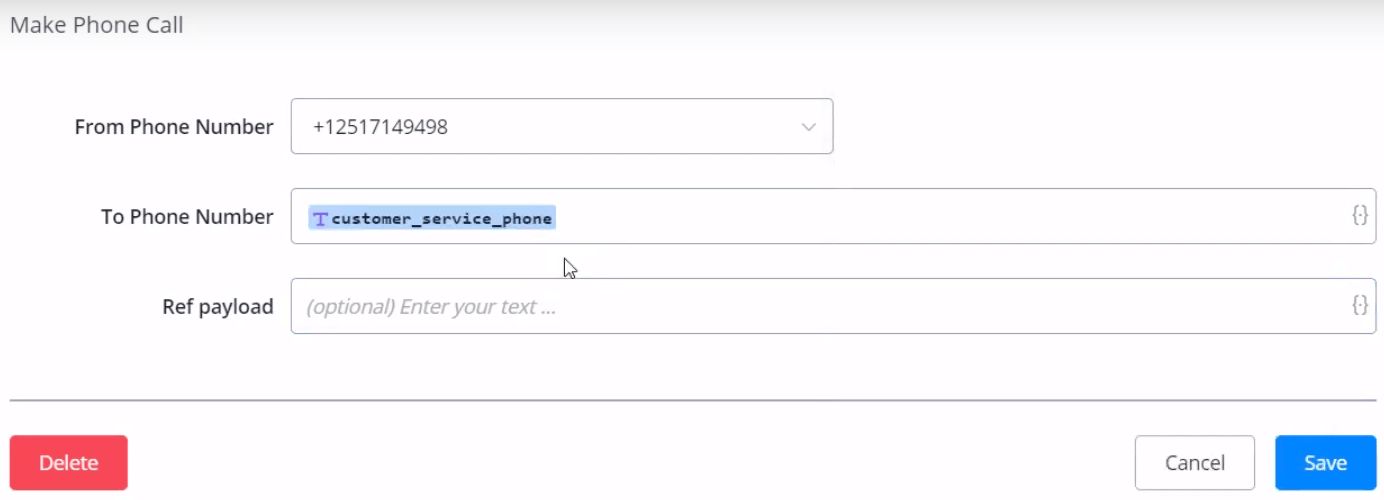 Make Phone Call
From Phone Number +12517149498
To Phone Number customer_service_phone {·}
Ref payload (optional) Enter your text ... {·}
Delete Cancel Save